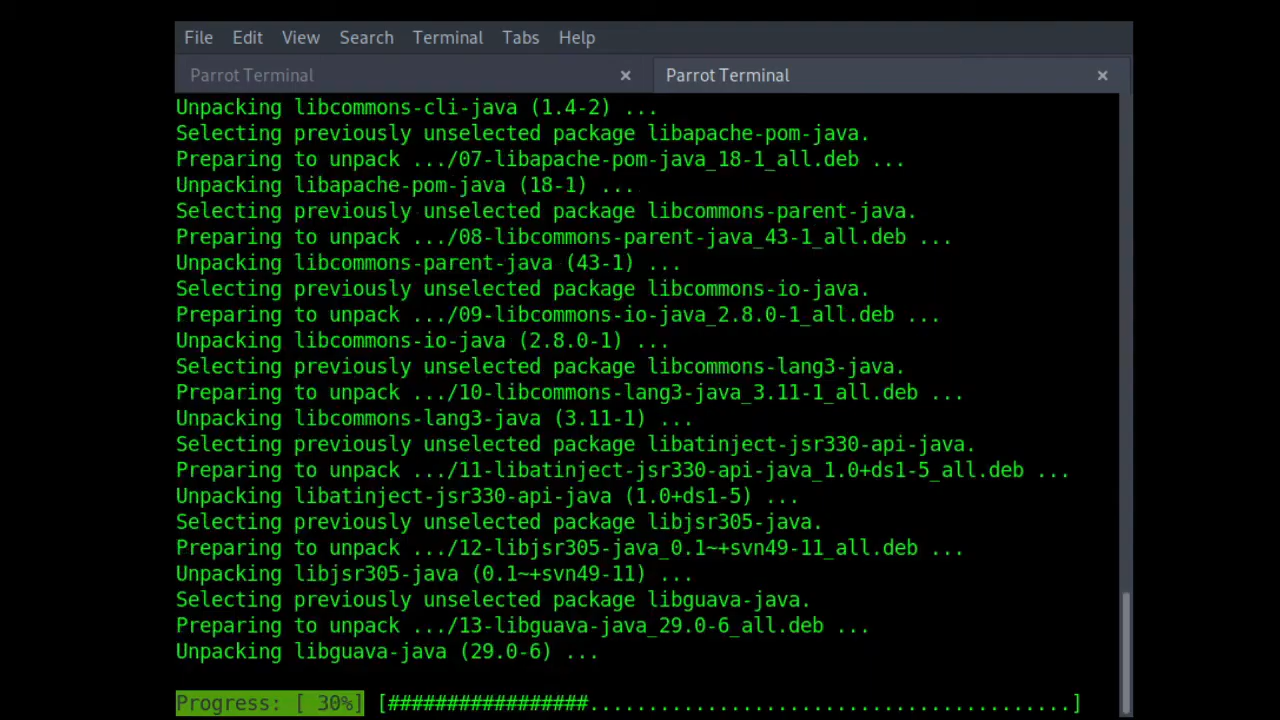 File Edit View Search Terminal Tabs Help
Parrot Terminal × Parrot Terminal ×
Unpacking libcommons-cli-java (1.4-2) ...
Selecting previously unselected package libapache-pom-java.
Preparing to unpack .../07-libapache-pom-java_18-1_all.deb ...
Unpacking libapache-pom-java (18-1) ...
Selecting previously unselected package libcommons-parent-java.
Preparing to unpack .../08-libcommons-parent-java_43-1_all.deb ...
Unpacking libcommons-parent-java (43-1) ...
Selecting previously unselected package libcommons-io-java.
Preparing to unpack .../09-libcommons-io-java_2.8.0-1_all.deb ...
Unpacking libcommons-io-java (2.8.0-1) ...
Selecting previously unselected package libcommons-lang3-java.
Preparing to unpack .../10-libcommons-lang3-java_3.11-1_all.deb ...
Unpacking libcommons-lang3-java (3.11-1) ...
Selecting previously unselected package libatinject-jsr330-api-java.
Preparing to unpack .../11-libatinject-jsr330-api-java_1.0+ds1-5_all.deb ...
Unpacking libatinject-jsr330-api-java (1.0+ds1-5) ...
Selecting previously unselected package libjsr305-java.
Preparing to unpack .../12-libjsr305-java_0.1~+svn49-11_all.deb ...
Unpacking libjsr305-java (0.1~+svn49-11) ...
Selecting previously unselected package libguava-java.
Preparing to unpack .../13-libguava-java_29.0-6_all.deb ...
Unpacking libguava-java (29.0-6) ...
Progress: [ 30%] [#################.........................................]